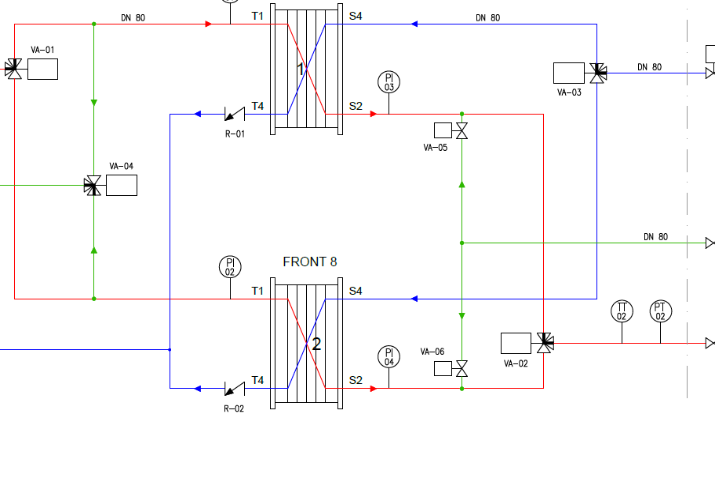 DN 80
T1
S4
DN 80
VA-01
1
PI
03
VA-03
DN 80
T4
S2
R-01
VA-05
VA-04
DN 80
FRONT 8
PI
02
T1
S4
TT
02
PT
02
2
PI
04
VA-06
VA-02
T4
S2
R-02